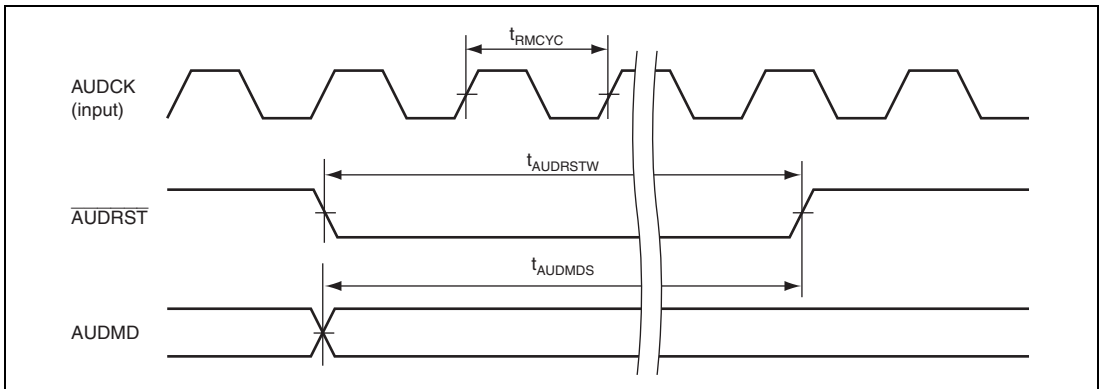 tRMCYC
AUDCK
(input)
tAUDRSTW
AUDRST
tAUDMDS
AUDMD